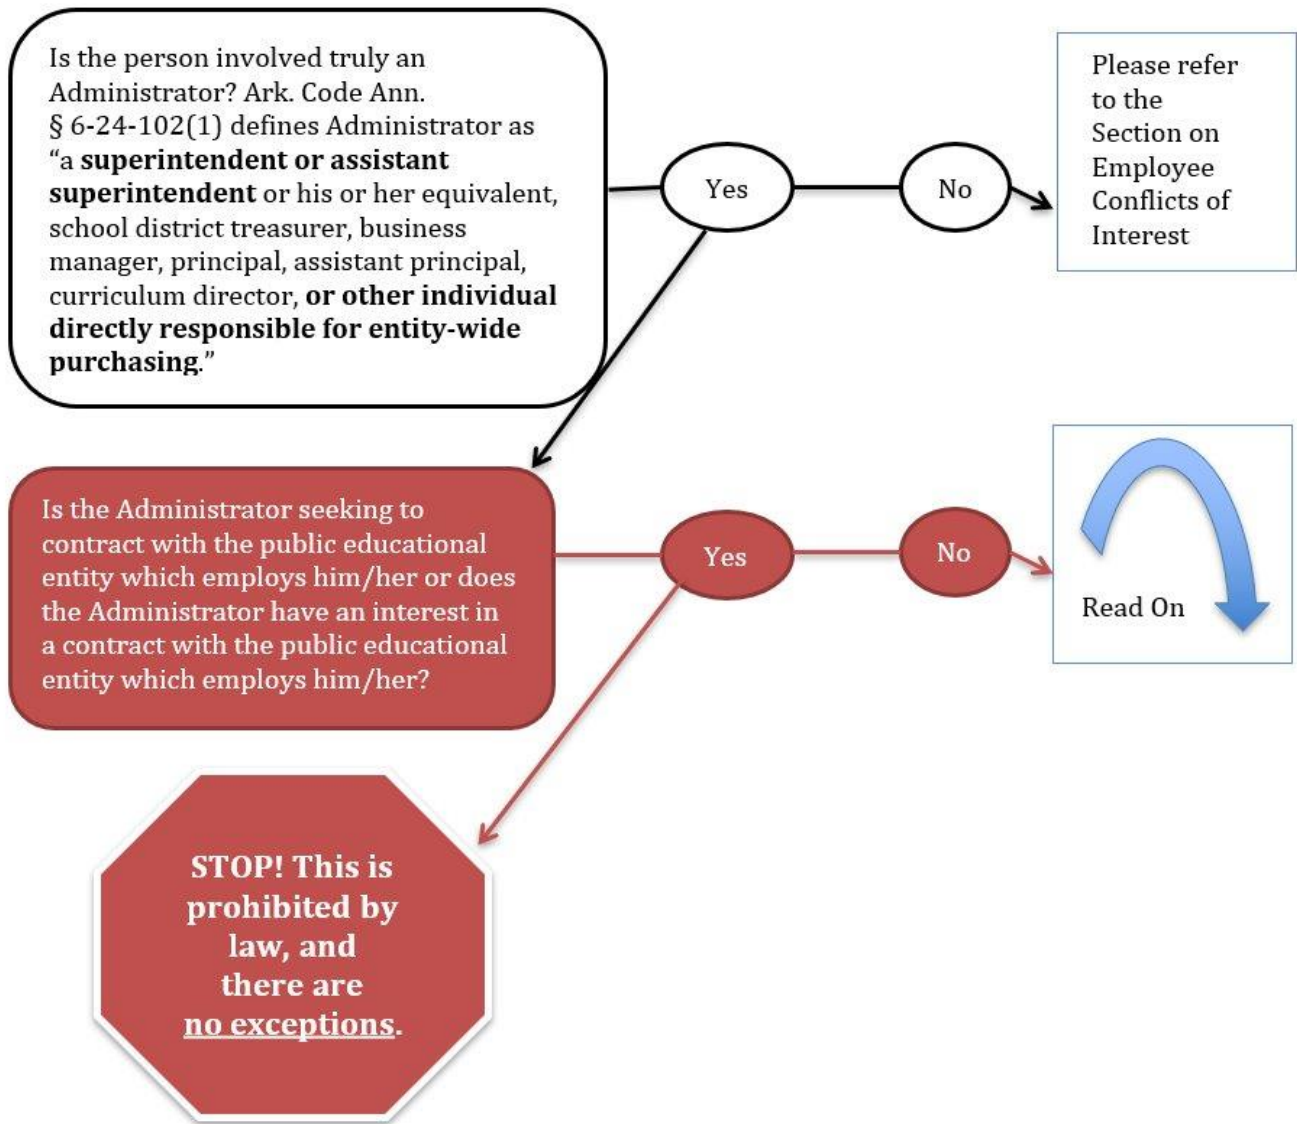 Is the person involved truly an
Administrator? Ark. Code Ann.
§ 6-24-102(1) defines Administrator as
“a superintendent or assistant
superintendent or his or her equivalent,
school district treasurer, business
manager, principal, assistant principal,
curriculum director, or other individual
directly responsible for entity-wide
purchasing.”
Yes
No
Please refer
to the
Section on
Employee
Conflicts of
Interest
Is the Administrator seeking to
contract with the public educational
entity which employs him/her or does
the Administrator have an interest in
a contract with the public educational
entity which employs him/her?
Yes
No
Read On
STOP! This is
prohibited by
law, and
there are
no exceptions.